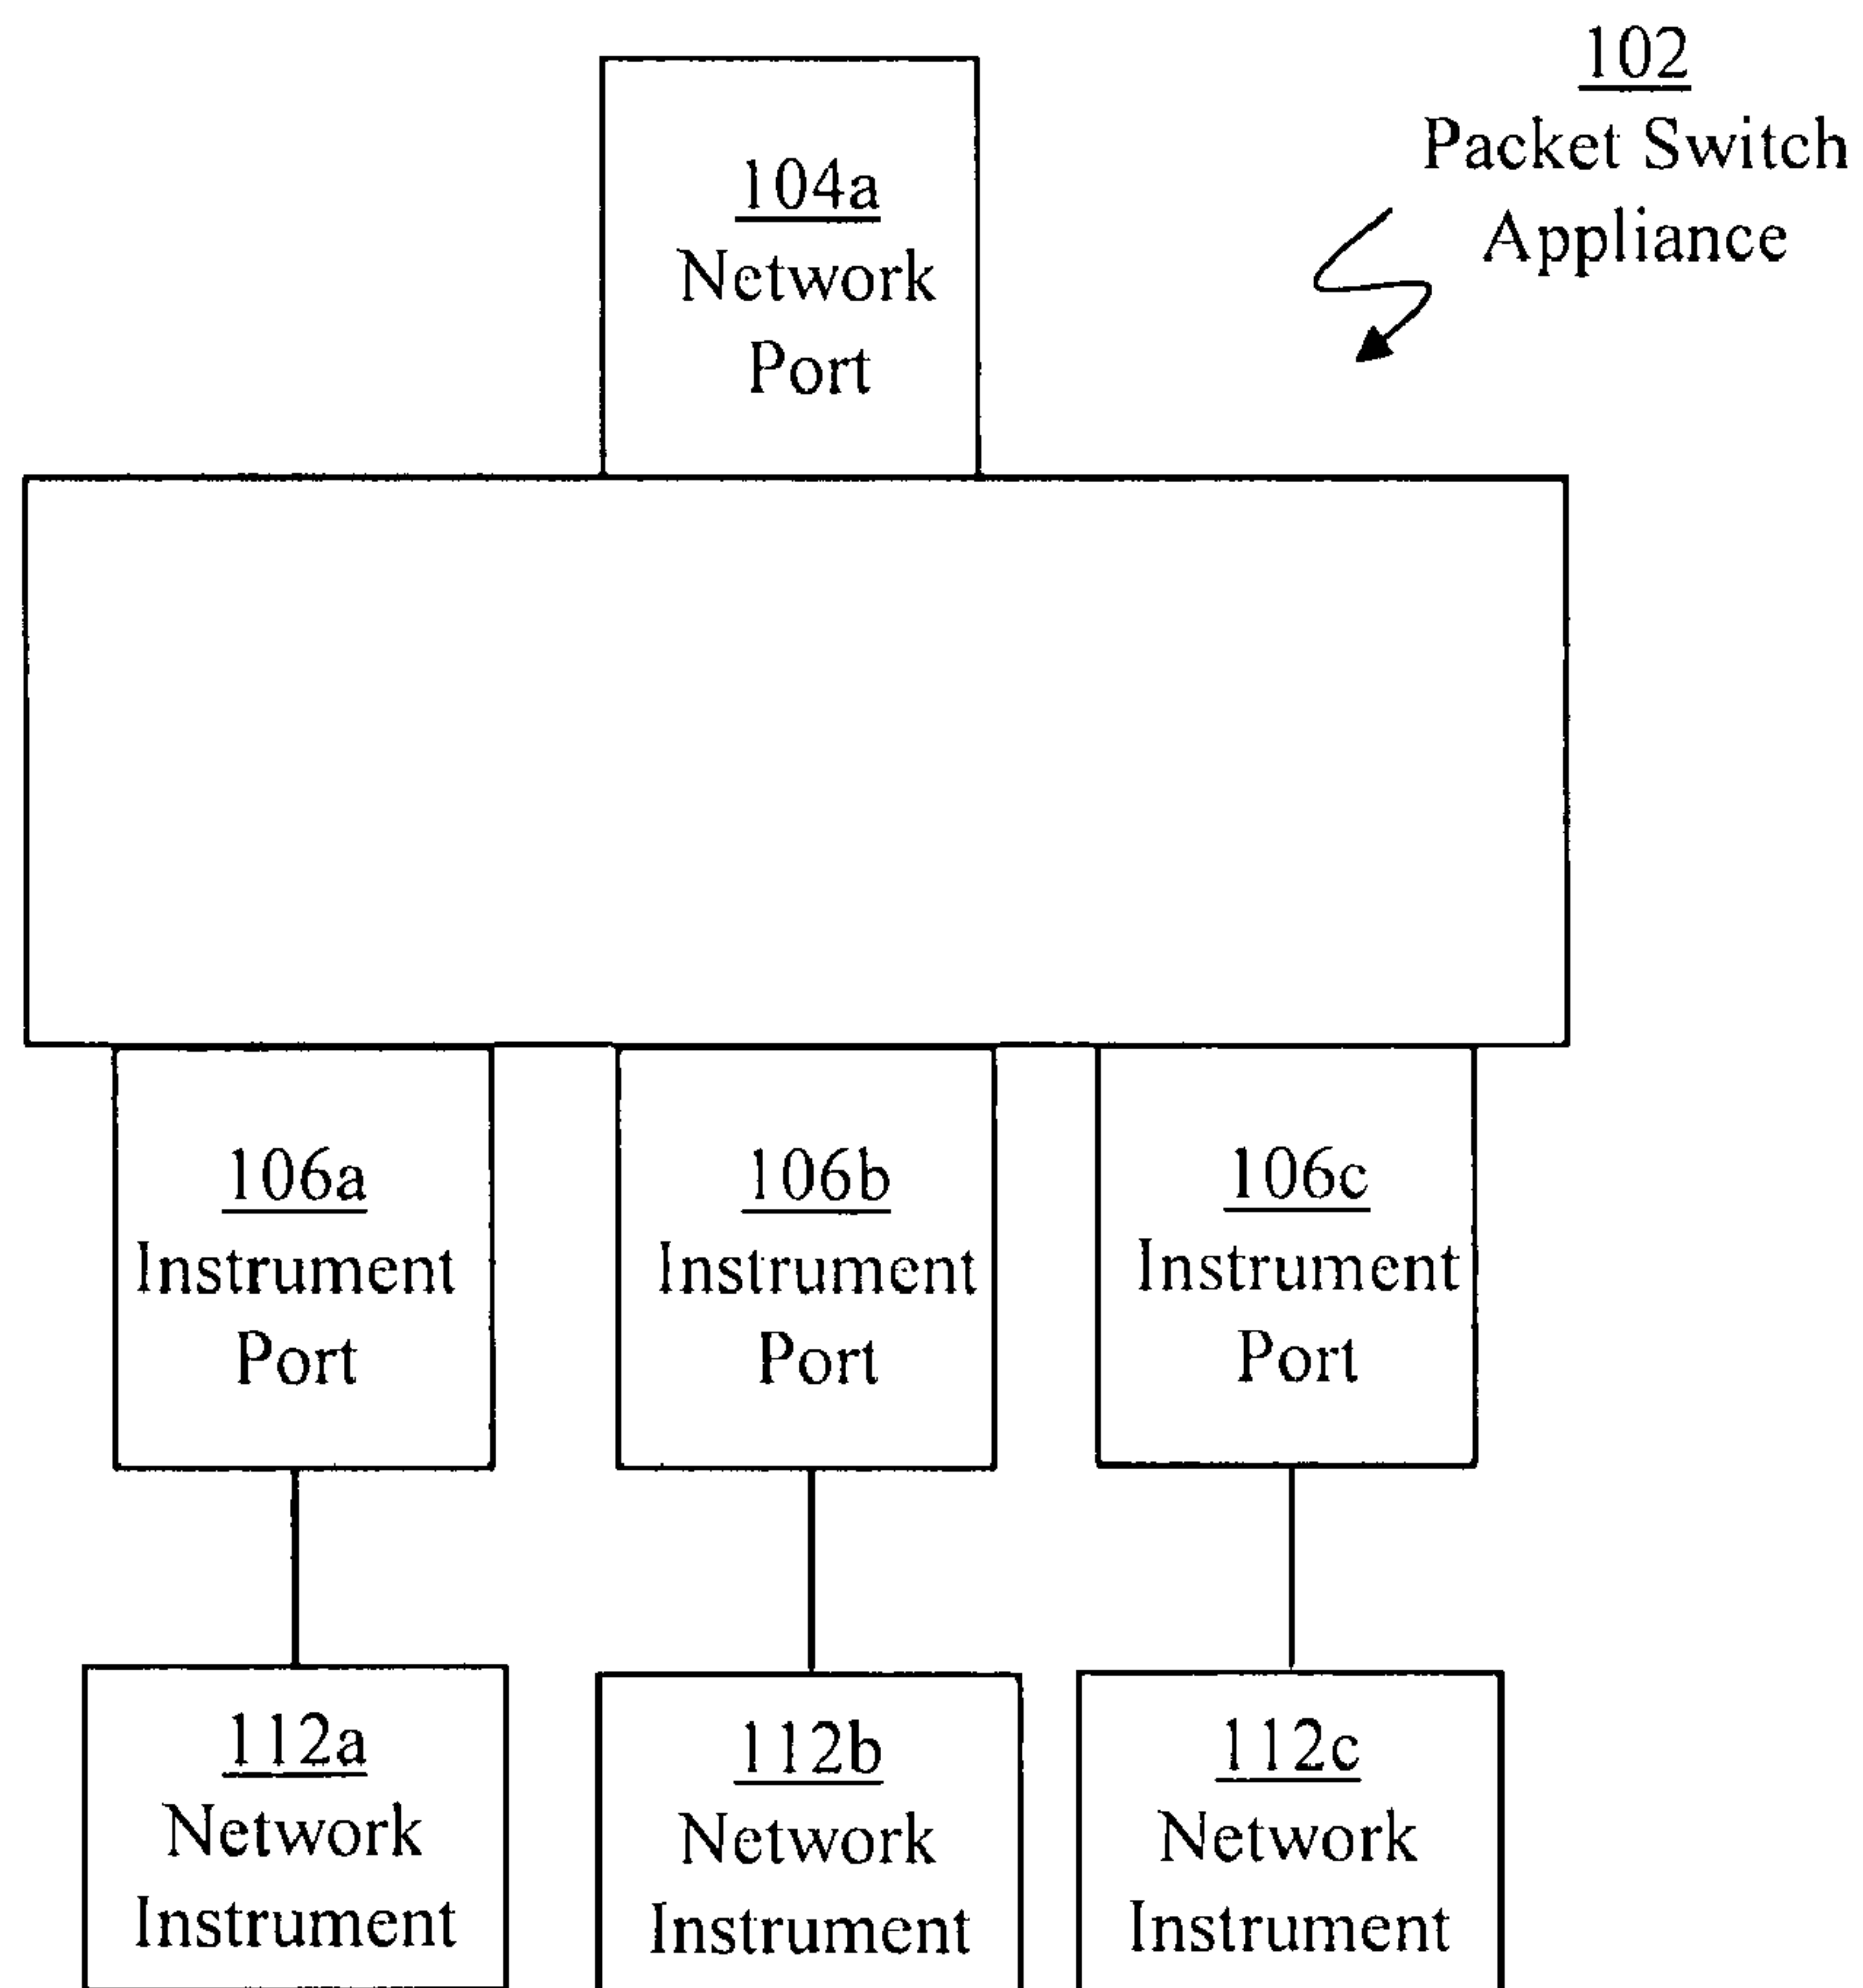 102
Packet Switch
Appliance
104a
Network
Port
106a
Instrument
Port
106b
Instrument
Port
106c
Instrument
Port
112a
Network
Instrument
112b
Network
Instrument
112c
Network
Instrument